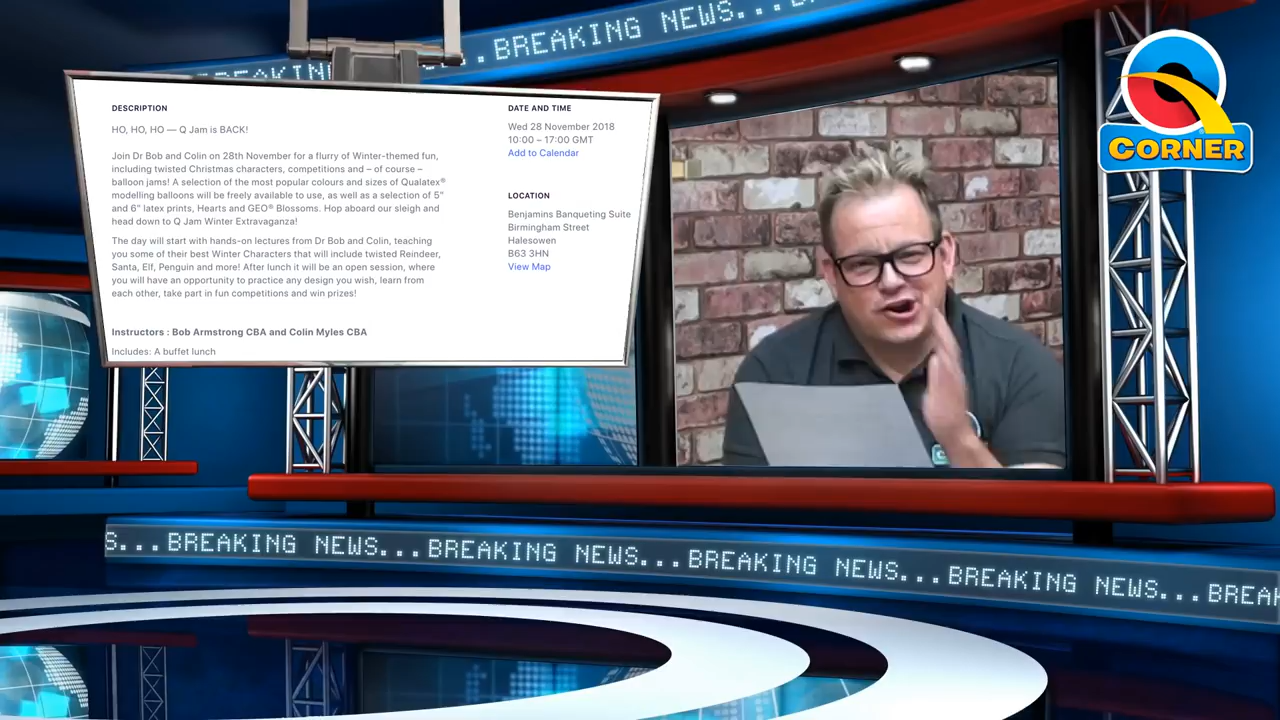 ...BREAKING NEWS...B
BREAKIN
CORNER
DESCRIPTION
HO, HO, HO — Q Jam is BACK!
Join Dr Bob and Colin on 28th November for a flurry of Winter-themed fun,
including twisted Christmas characters, competitions and – of course –
balloon jams! A selection of the most popular colours and sizes of Qualatex®
modelling balloons will be freely available to use, as well as a selection of 5"
and 6" latex prints, Hearts and GEO® Blossoms. Hop aboard our sleigh and
head down to Q Jam Winter Extravaganza!
The day will start with hands-on lectures from Dr Bob and Colin, teaching
you some of their best Winter Characters that will include twisted Reindeer,
Santa, Elf, Penguin and more! After lunch it will be an open session, where
you will have an opportunity to practice any design you wish, learn from
each other, take part in fun competitions and win prizes!
Instructors : Bob Armstrong CBA and Colin Myles CBA
Includes: A buffet lunch
DATE AND TIME
Wed 28 November 2018
10:00 – 17:00 GMT
Add to Calendar
LOCATION
Benjamins Banqueting Suite
Birmingham Street
Halesowen
B63 3HN
View Map
S...BREAKING NEWS...BREAKING NEWS...BREAKING NEWS...BREAKING NEWS...BREAK